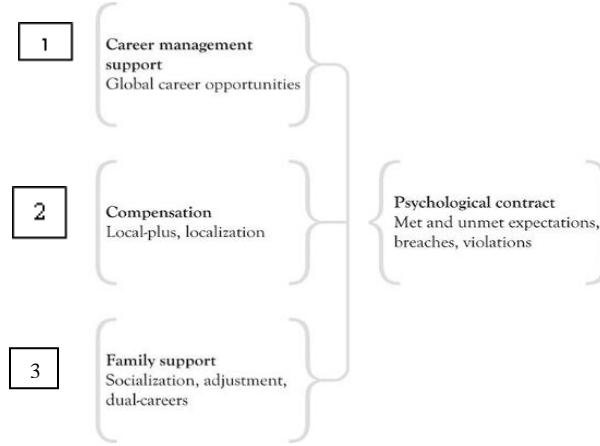 1
Career management
support
Global career opportunities
2
Compensation
Local-plus, localization
Psychological contract
Met and unmet expectations,
breaches, violations
3
Family support
Socialization, adjustment,
dual-careers